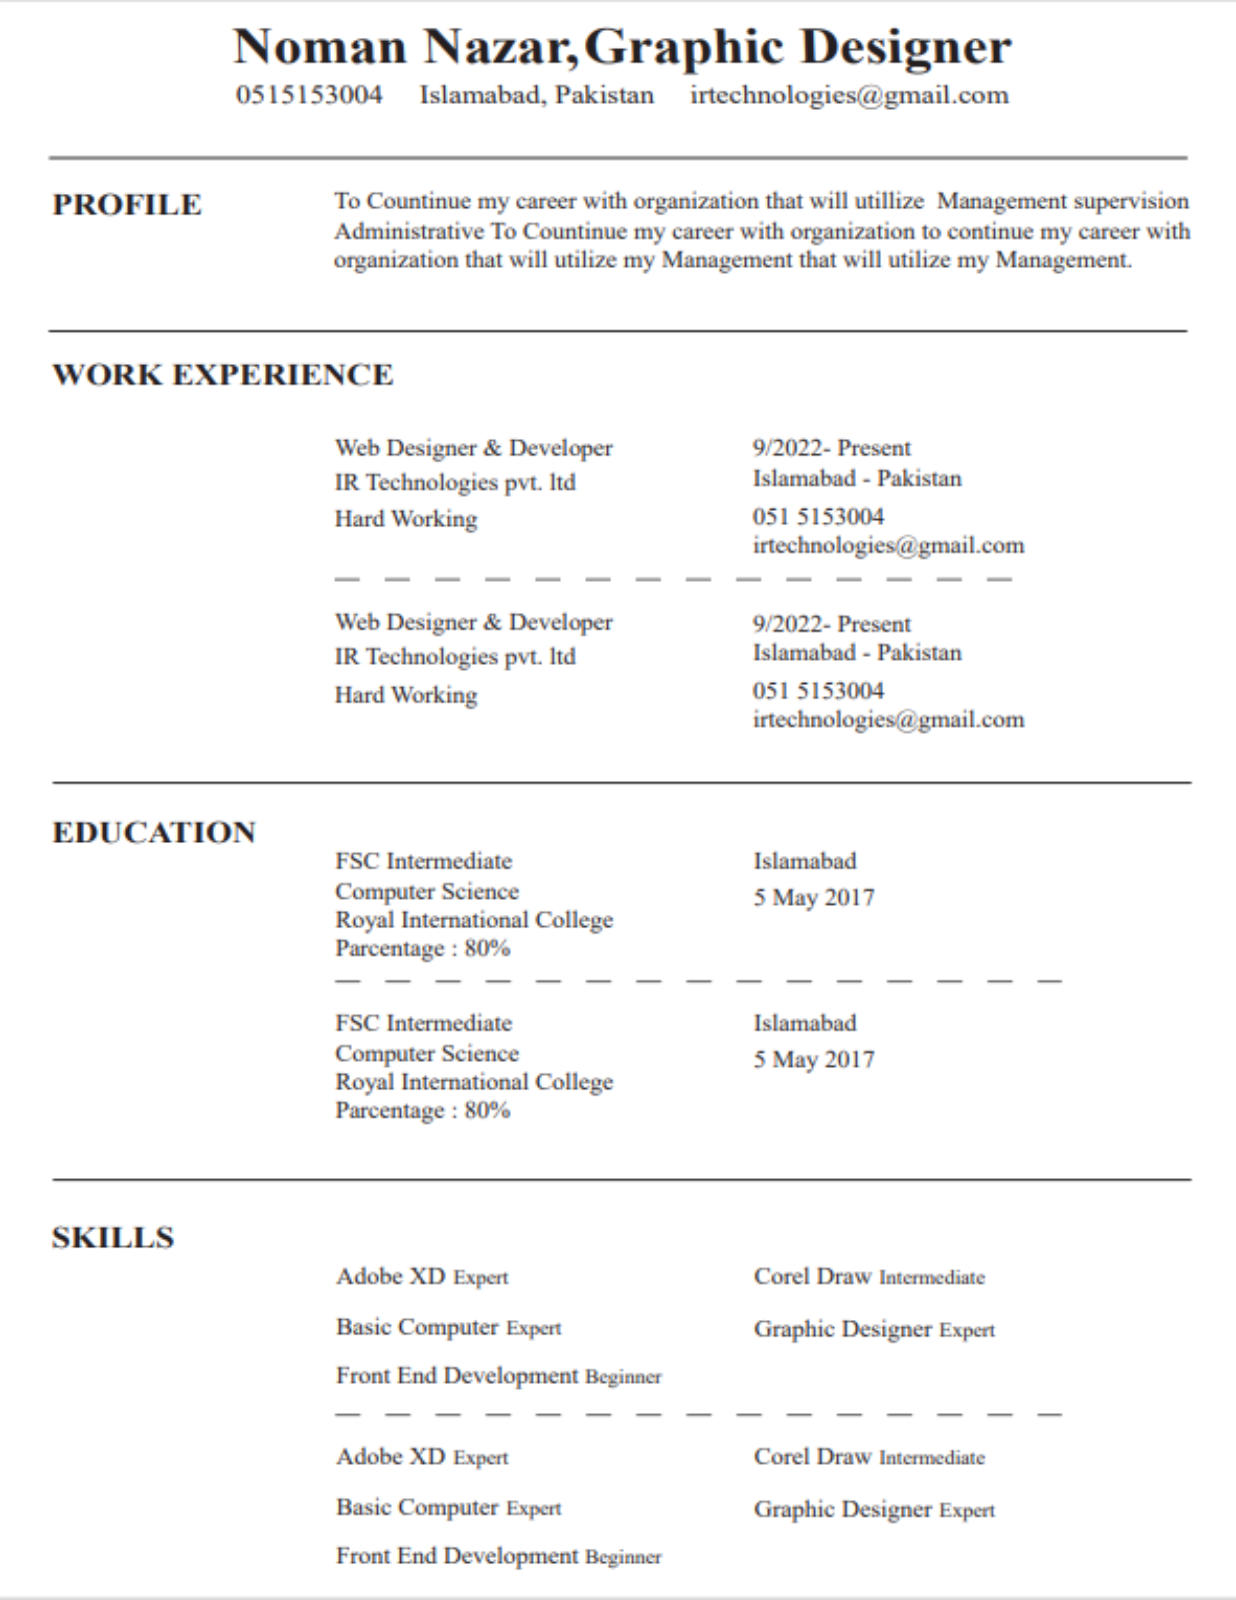 Noman Nazar,Graphic Designer
0515153004 Islamabad, Pakistan irtechnologies@gmail.com
PROFILE
To Countinue my career with organization that will utillize Management supervision
Administrative To Countinue my career with organization to continue my career with
organization that will utilize my Management that will utilize my Management.
WORK EXPERIENCE
Web Designer & Developer 9/2022- Present
IR Technologies pvt. ltd Islamabad - Pakistan
Hard Working 051 5153004
irtechnologies@gmail.com
Web Designer & Developer 9/2022- Present
IR Technologies pvt. ltd Islamabad - Pakistan
Hard Working 051 5153004
irtechnologies@gmail.com
EDUCATION
FSC Intermediate Islamabad
Computer Science 5 May 2017
Royal International College
Parcentage : 80%
FSC Intermediate Islamabad
Computer Science 5 May 2017
Royal International College
Parcentage : 80%
SKILLS
Adobe XD Expert Corel Draw Intermediate
Basic Computer Expert Graphic Designer Expert
Front End Development Beginner
Adobe XD Expert Corel Draw Intermediate
Basic Computer Expert Graphic Designer Expert
Front End Development Beginner